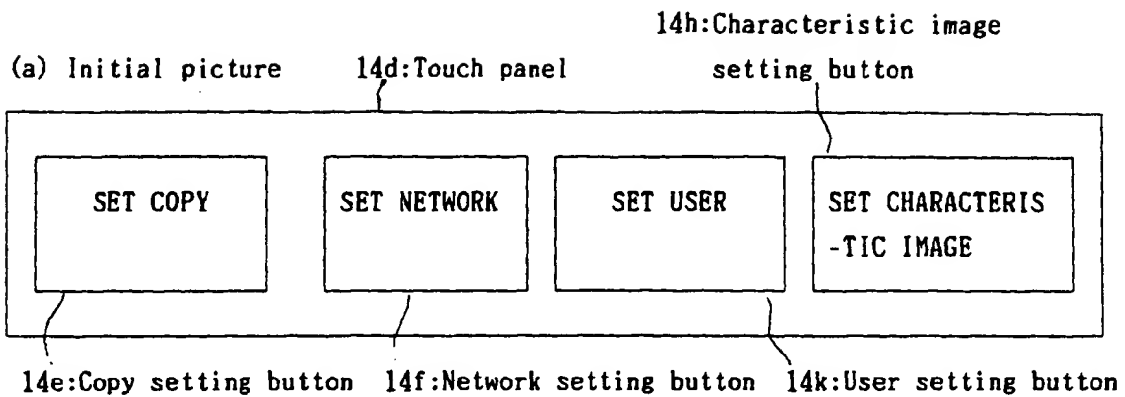 14h:Characteristic image
setting button
(a) Initial picture
14d:Touch panel
SET COPY
SET NETWORK
SET USER
SET CHARACTERIS
-TIC IMAGE
14e:Copy setting button
14f:Network setting button
14k:User setting button